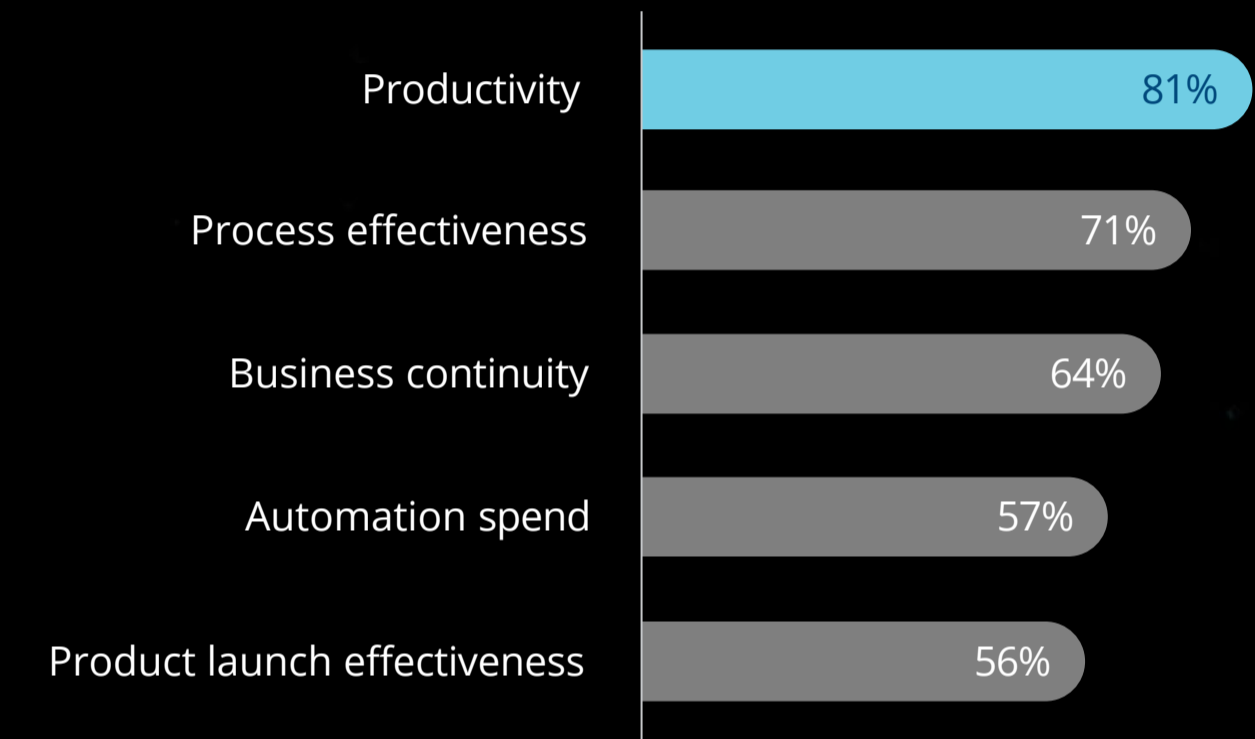 Productivity 81%
Process effectiveness 71%
Business continuity 64%
Automation spend 57%
Product launch effectiveness 56%